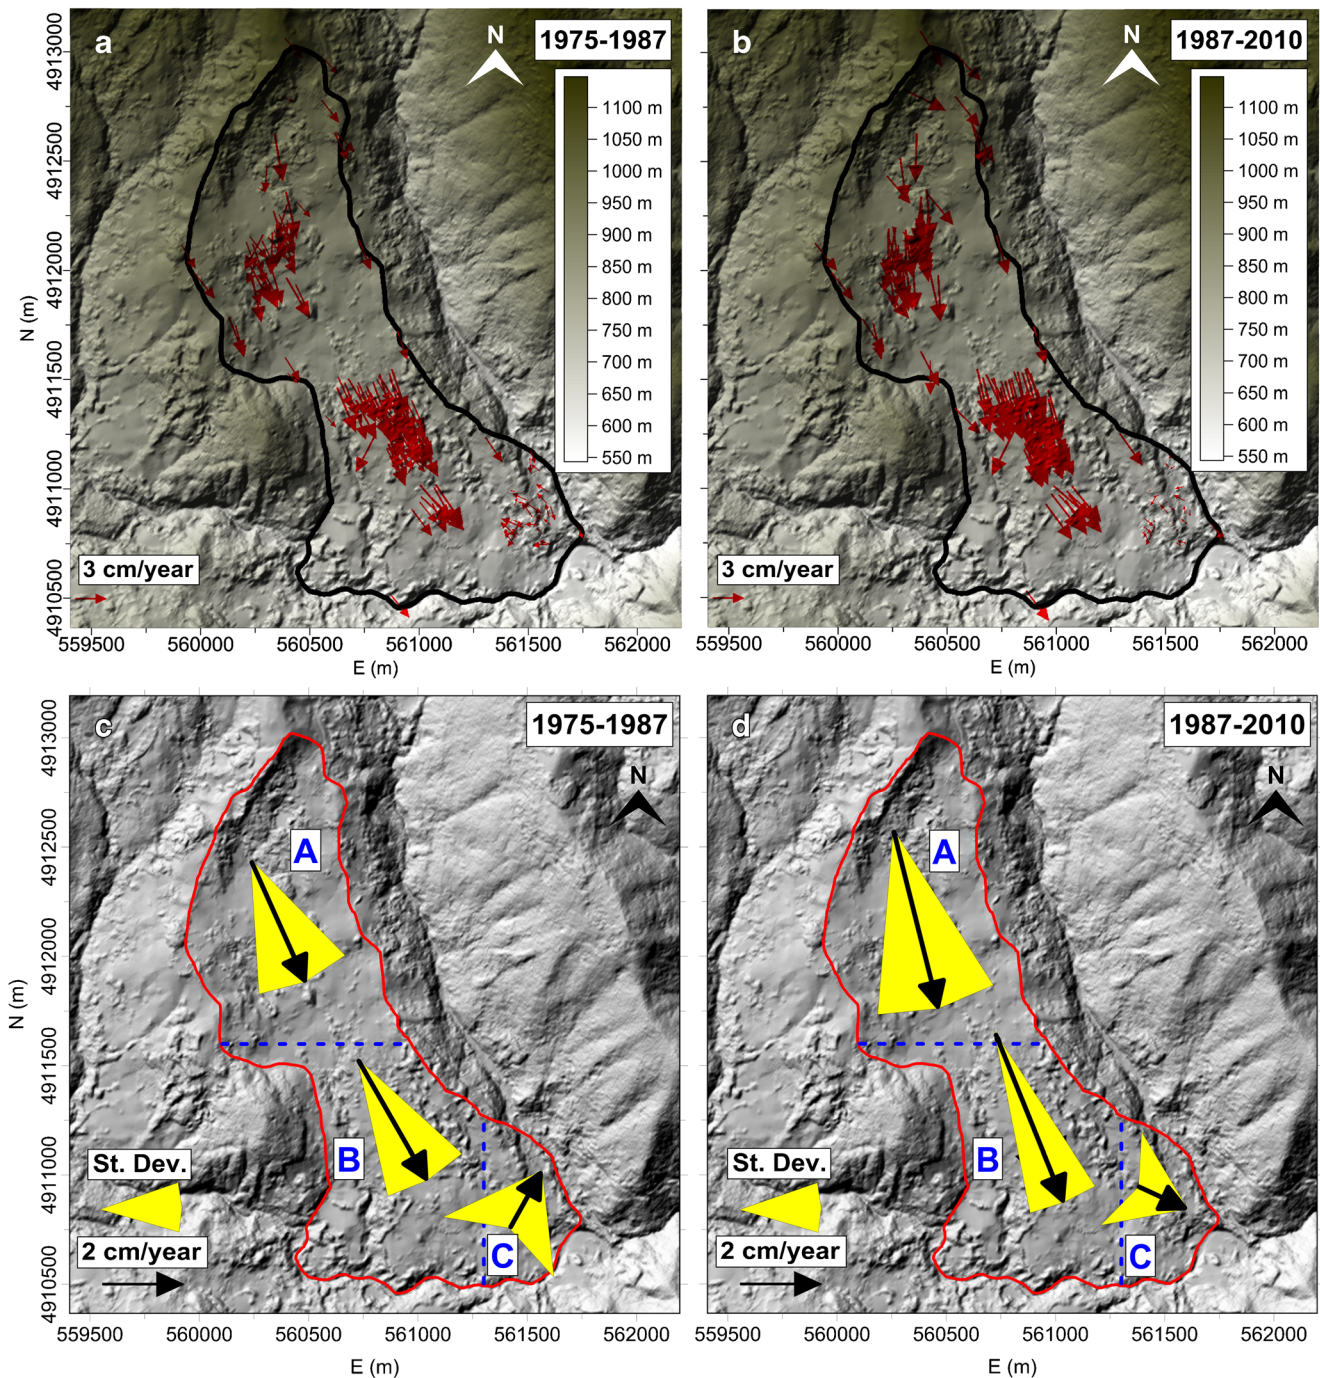 a
N
1975-1987
1100 m
1050 m
1000 m
950 m
900 m
850 m
800 m
750 m
700 m
650 m
600 m
550 m
3 cm/year
4913000
4912500
4912000
4911500
4911000
4910500
N (m)
559500
560000
560500
561000
561500
562000
E (m)
b
N
1987-2010
1100 m
1050 m
1000 m
950 m
900 m
850 m
800 m
750 m
700 m
650 m
600 m
550 m
3 cm/year
559500
560000
560500
561000
561500
562000
E (m)
c
1975-1987
N
A
B
C
St. Dev.
2 cm/year
4913000
4912500
4912000
4911500
4911000
4910500
N (m)
559500
560000
560500
561000
561500
562000
E (m)
d
1987-2010
N
A
B
C
St. Dev.
2 cm/year
559500
560000
560500
561000
561500
562000
E (m)